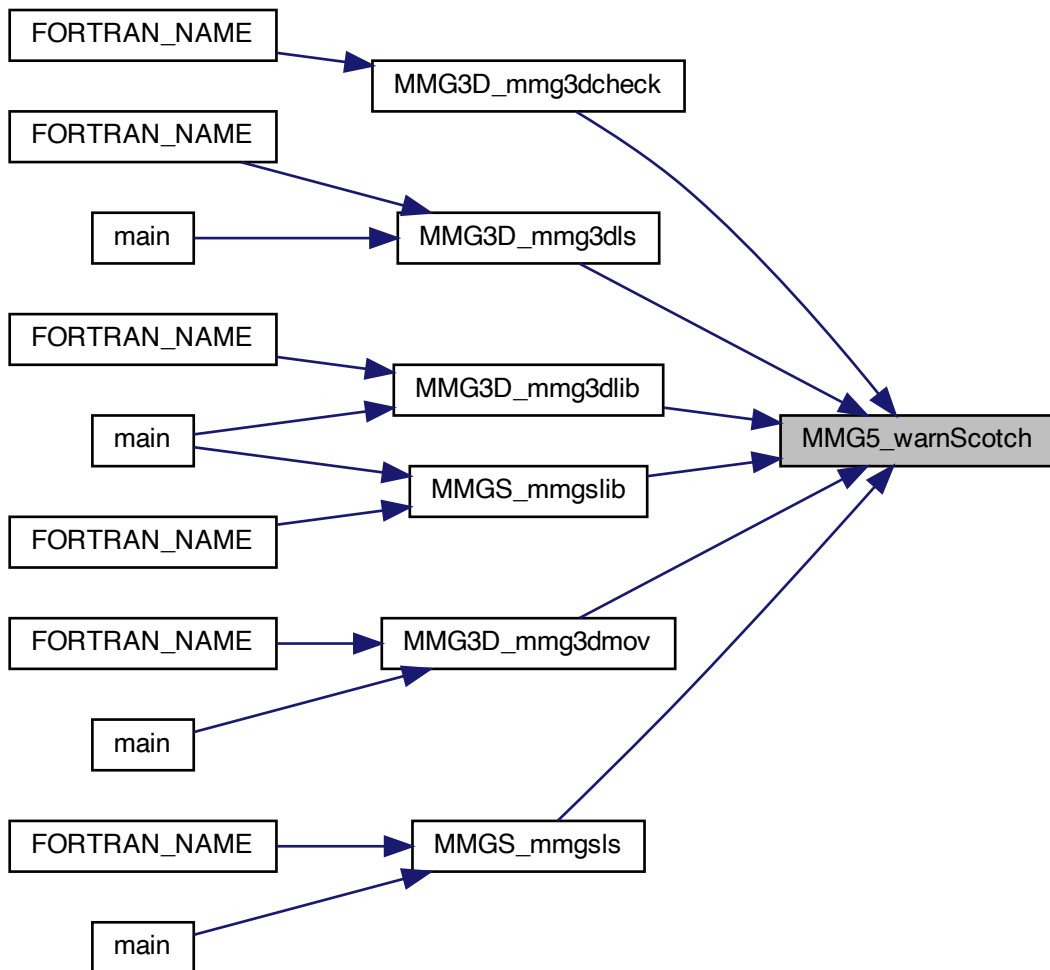 FORTRAN_NAME
MMG3D_mmg3dcheck
FORTRAN_NAME
main
MMG3D_mmg3dls
FORTRAN_NAME
MMG3D_mmg3dlib
main
MMG5_warnScotch
MMGS_mmgslib
FORTRAN_NAME
FORTRAN_NAME
MMG3D_mmg3dmov
main
FORTRAN_NAME
MMGS_mmgsls
main